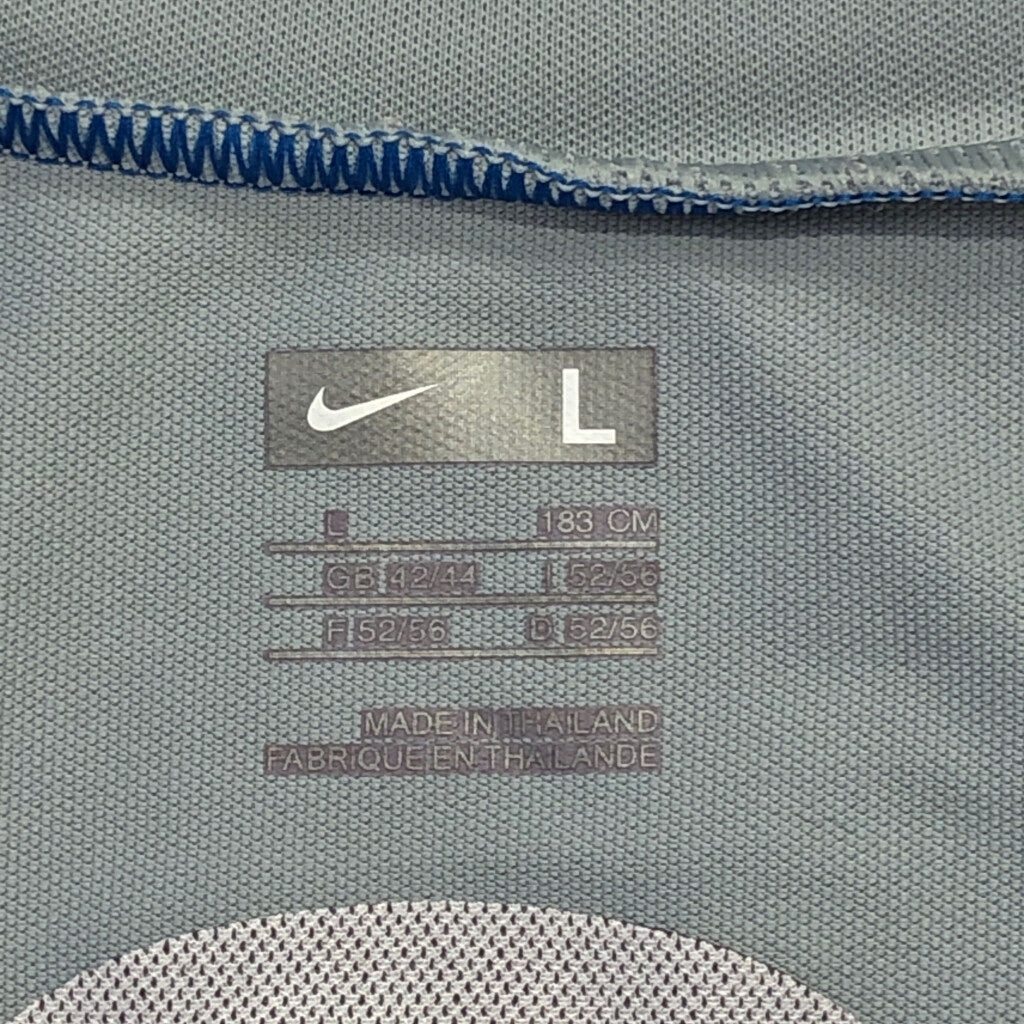 L
L 183 CM
GB 42/44 I 52/56
F 52/56 D 52/56
MADE IN THAILAND
FABRIQUE EN THAILANDE